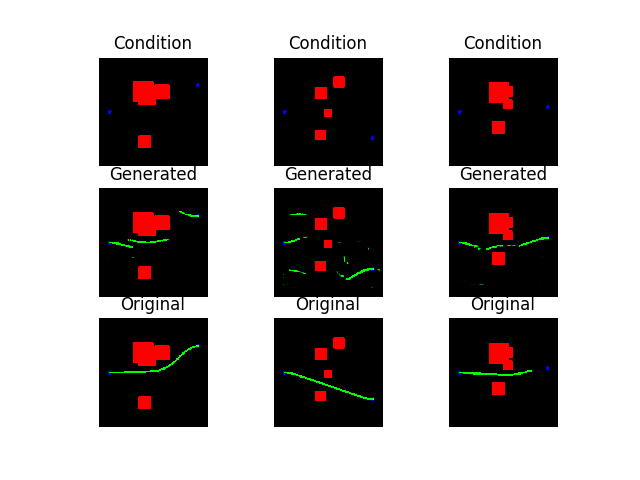 Condition Condition Condition
Generated Generated Generated
Original Original Original